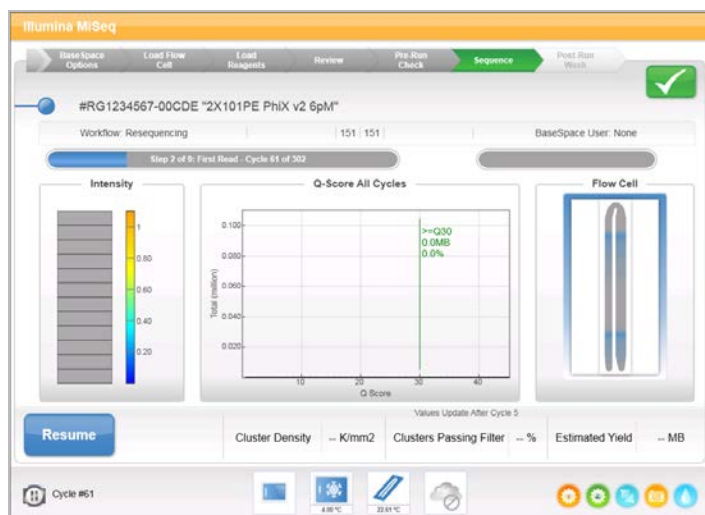 Illumina MiSeq
BaseSpace Options
Load Flow Cell
Load Reagents
Review
Pre-Run Check
Sequence
Post Run Wash
#RG1234567-00CDE "2X101PE PhiX v2 6pM"
Workflow: Resequencing
151 | 151
BaseSpace User: None
Step 2 of 9: First Read - Cycle 61 of 302
Intensity
Q-Score All Cycles
Flow Cell
1
0.80
0.60
0.40
0.20
Total (million)
0.100
0.080
0.060
0.040
0.020
>=Q30
0.0MB
0.0%
10
20
30
40
Q Score
Values Update After Cycle 5
Resume
Cluster Density -- K/mm2
Clusters Passing Filter -- %
Estimated Yield -- MB
Cycle #61
22.61 °C